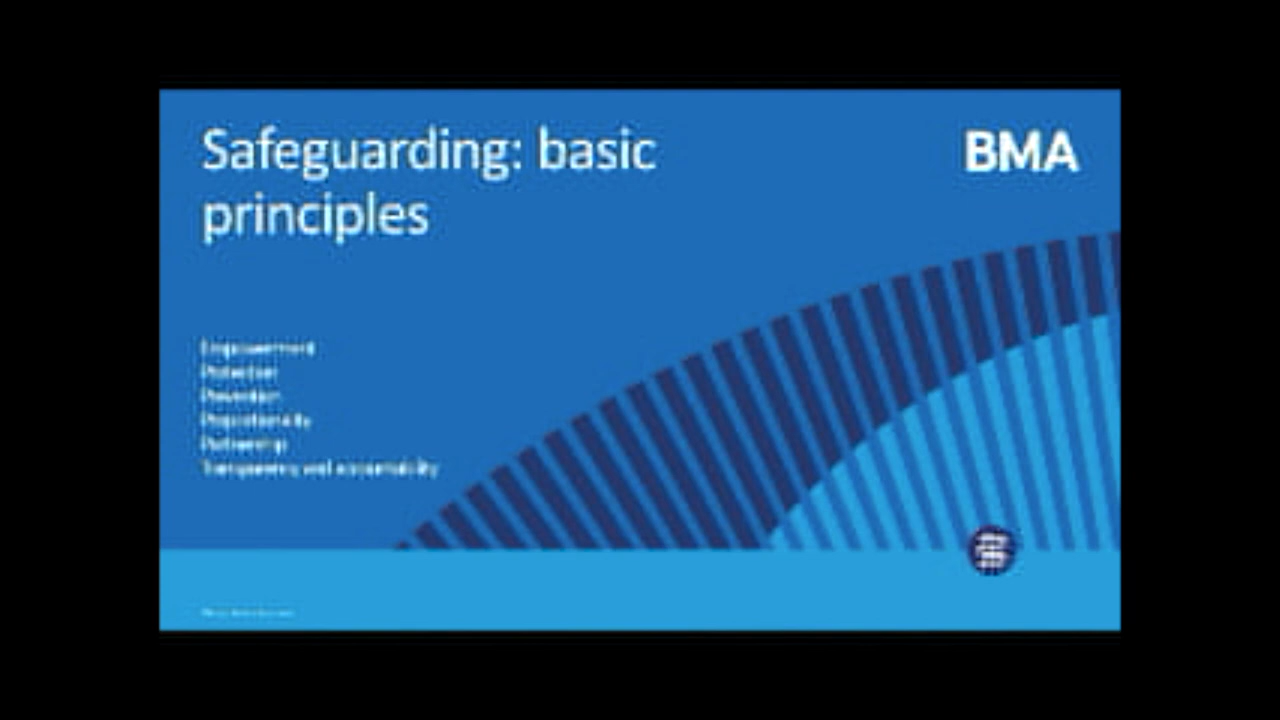 Safeguarding: basic
principles
BMA
Empowerment
Protection
Prevention
Proportionality
Partnership
Transparency and accountability